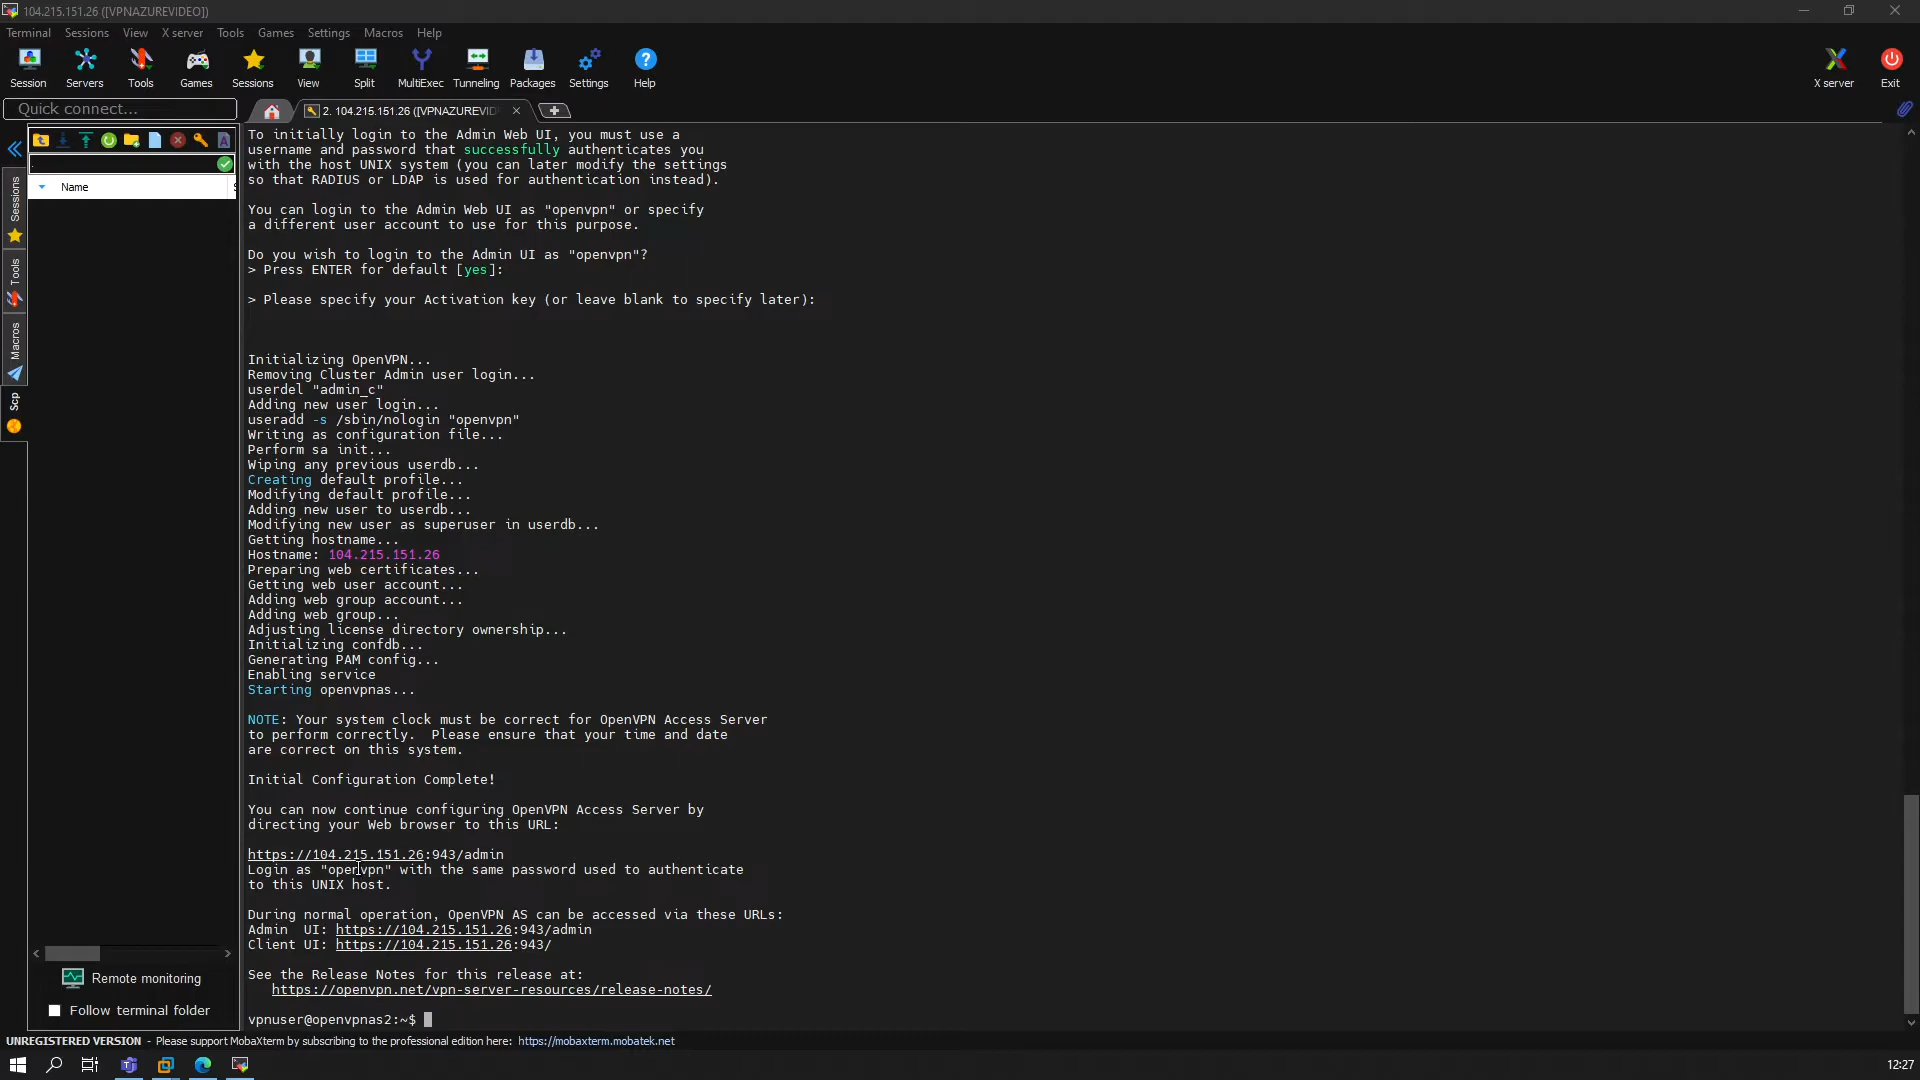 104.215.151.26 ([VPNAZUREVIDEO])
Terminal Sessions View X server Tools Games Settings Macros Help
Session Servers Tools Games Sessions View Split MultiExec Tunneling Packages Settings Help X server Exit
Quick connect...
2. 104.215.151.26 ([VPNAZUREVID
Name
Sessions
Tools
Macros
Scp
To initially login to the Admin Web UI, you must use a
username and password that successfully authenticates you
with the host UNIX system (you can later modify the settings
so that RADIUS or LDAP is used for authentication instead).
You can login to the Admin Web UI as "openvpn" or specify
a different user account to use for this purpose.
Do you wish to login to the Admin UI as "openvpn"?
> Press ENTER for default [yes]:
> Please specify your Activation key (or leave blank to specify later):
Initializing OpenVPN...
Removing Cluster Admin user login...
userdel "admin_c"
Adding new user login...
useradd -s /sbin/nologin "openvpn"
Writing as configuration file...
Perform sa init...
Wiping any previous userdb...
Creating default profile...
Modifying default profile...
Adding new user to userdb...
Modifying new user as superuser in userdb...
Getting hostname...
Hostname: 104.215.151.26
Preparing web certificates...
Getting web user account...
Adding web group account...
Adding web group...
Adjusting license directory ownership...
Initializing confdb...
Generating PAM config...
Enabling service
Starting openvpnas...
NOTE: Your system clock must be correct for OpenVPN Access Server
to perform correctly.  Please ensure that your time and date
are correct on this system.
Initial Configuration Complete!
You can now continue configuring OpenVPN Access Server by
directing your Web browser to this URL:
https://104.215.151.26:943/admin
Login as "openvpn" with the same password used to authenticate
to this UNIX host.
During normal operation, OpenVPN AS can be accessed via these URLs:
Admin  UI: https://104.215.151.26:943/admin
Client UI: https://104.215.151.26:943/
See the Release Notes for this release at:
https://openvpn.net/vpn-server-resources/release-notes/
vpnuser@openvpnas2:~$
Remote monitoring
Follow terminal folder
UNREGISTERED VERSION - Please support MobaXterm by subscribing to the professional edition here: https://mobaxterm.mobatek.net
12:27